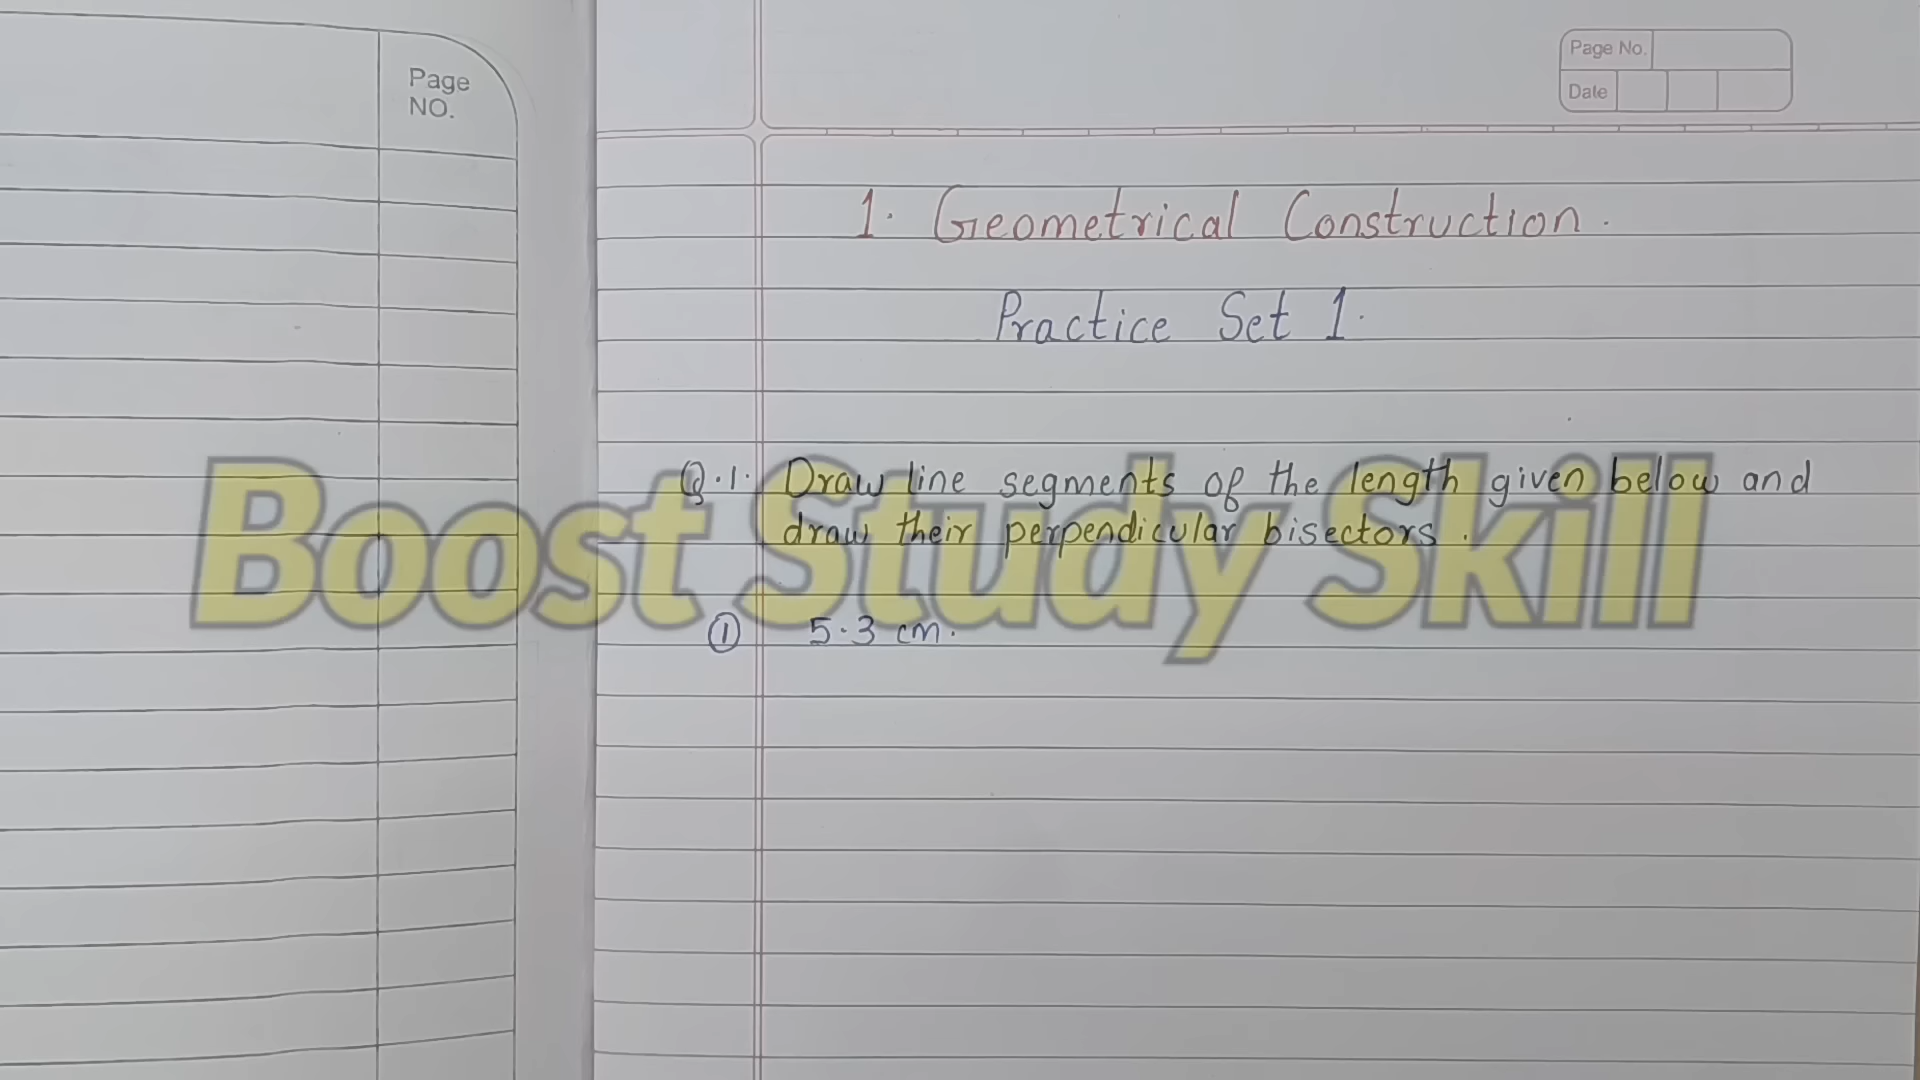 Page
NO.
Page No.
Date
1. Geometrical Construction.
Practice Set 1.
Q.1. Draw line segments of the length given below and
draw their perpendicular bisectors.
Boost Study Skill
① 5.3 cm.